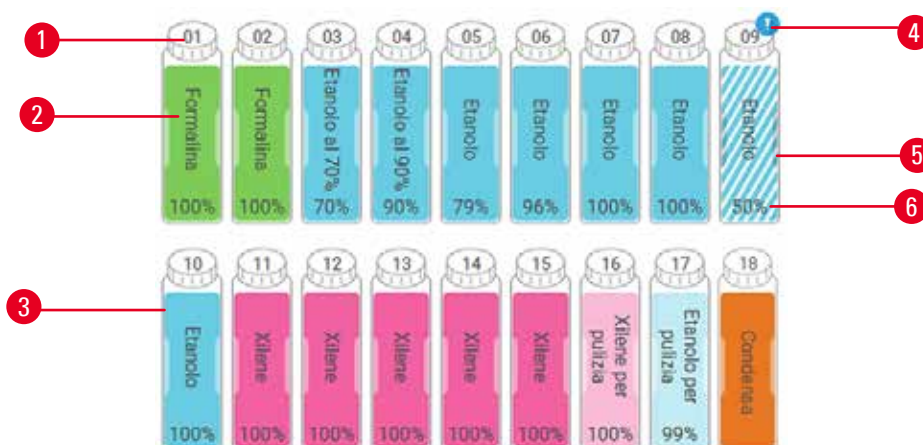 1
01 02 03 04 05 06 07 08 09
4
2
Formalina
Formalina
Etanolo al 70%
Etanolo al 90%
Etanolo
Etanolo
Etanolo
Etanolo
Etanolo
5
100% 100% 70% 90% 79% 96% 100% 100% 50%
6
10 11 12 13 14 15 16 17 18
3
Etanolo
Xilene
Xilene
Xilene
Xilene
Xilene
Xilene per
pulizia
Etanolo per
pulizia
Condensa
100% 100% 100% 100% 100% 100% 100% 99%